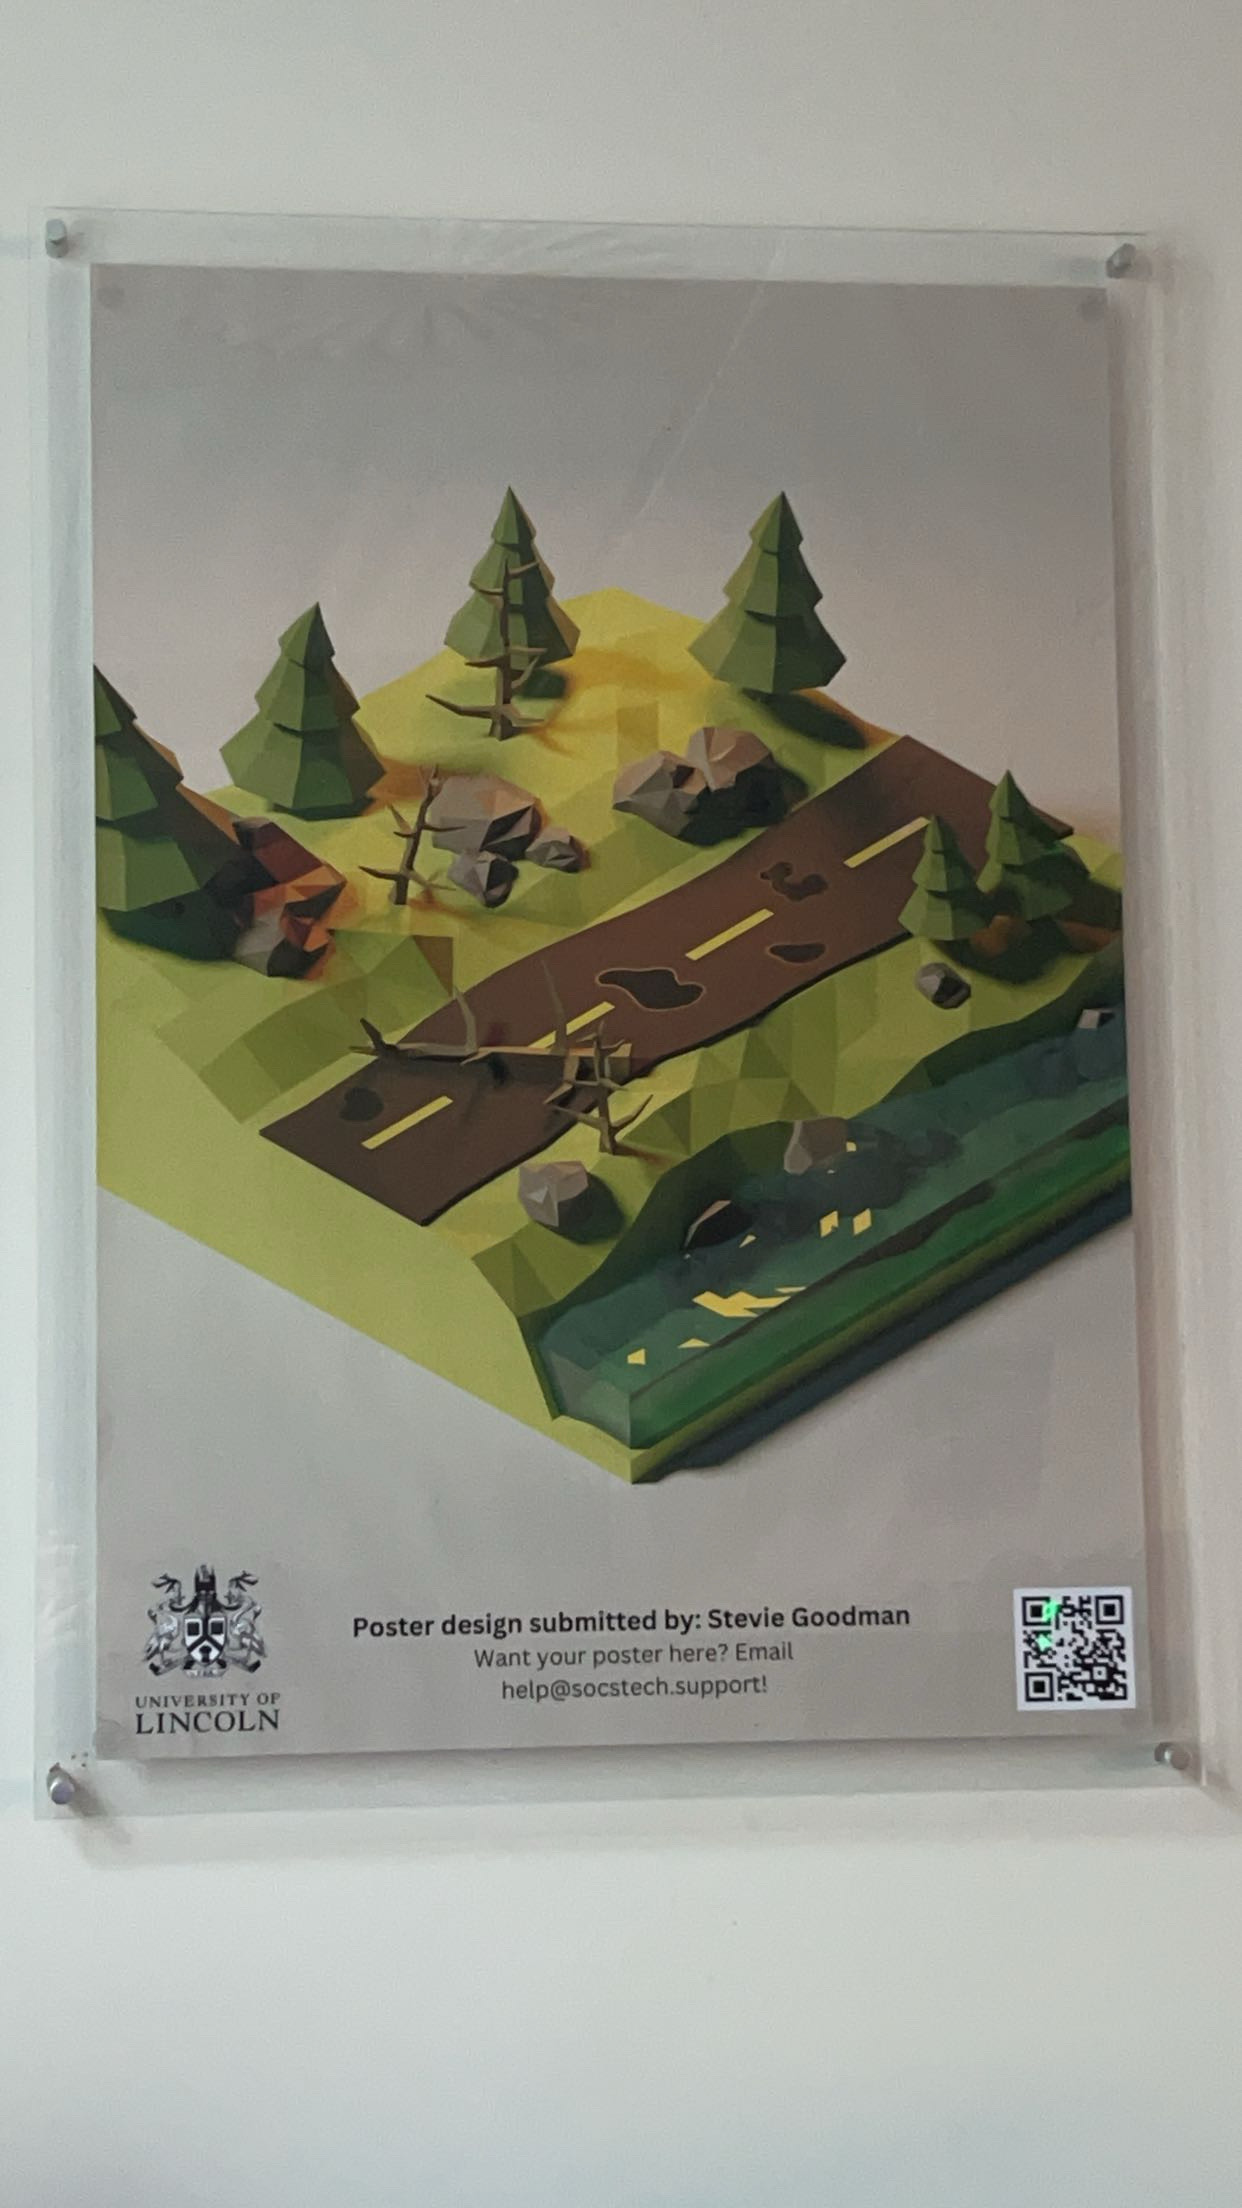 Poster design submitted by: Stevie Goodman
Want your poster here? Email
help@socstech.support!
UNIVERSITY OF
LINCOLN